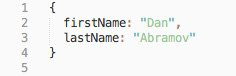 1 {
2   firstName: "Dan",
3   lastName: "Abramov"
4 }
5